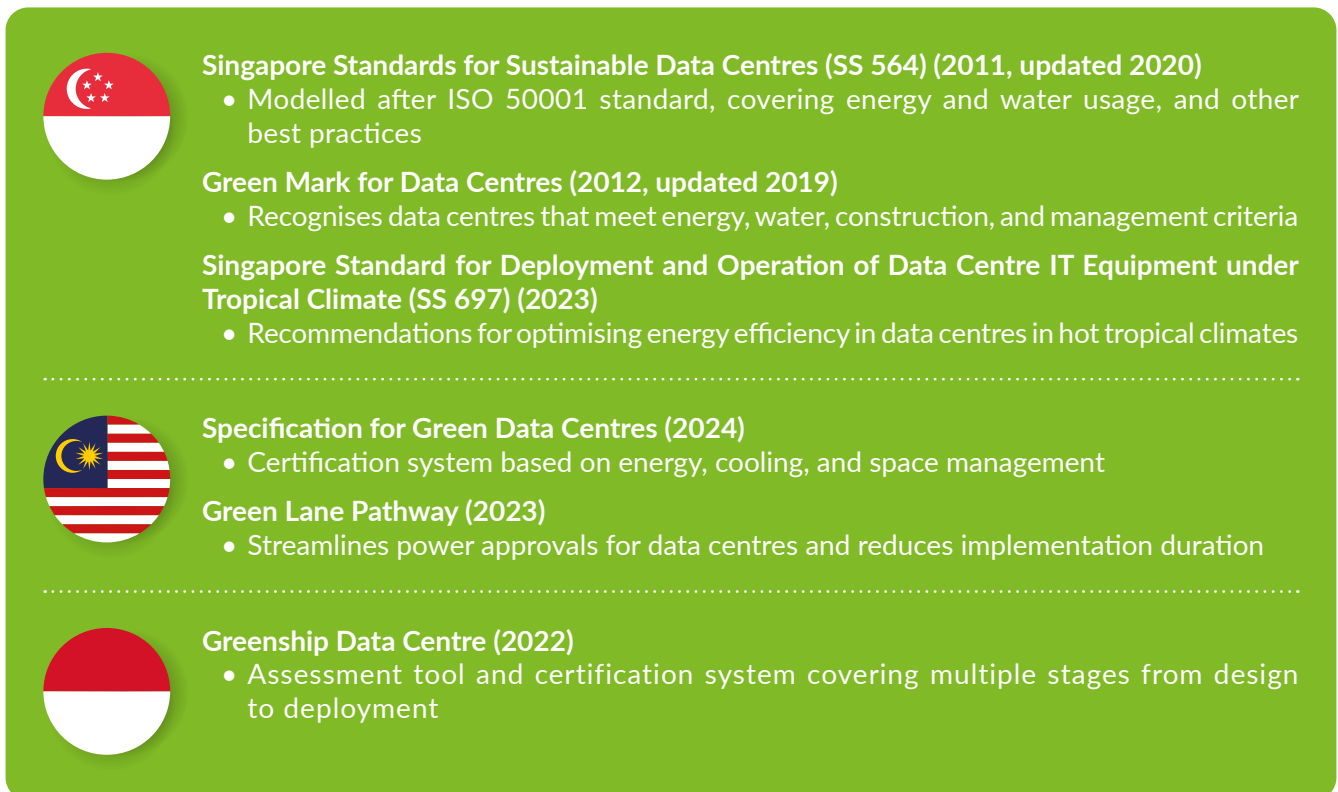 Singapore Standards for Sustainable Data Centres (SS 564) (2011, updated 2020)
• Modelled after ISO 50001 standard, covering energy and water usage, and other
best practices
Green Mark for Data Centres (2012, updated 2019)
• Recognises data centres that meet energy, water, construction, and management criteria
Singapore Standard for Deployment and Operation of Data Centre IT Equipment under
Tropical Climate (SS 697) (2023)
• Recommendations for optimising energy efficiency in data centres in hot tropical climates
Specification for Green Data Centres (2024)
• Certification system based on energy, cooling, and space management
Green Lane Pathway (2023)
• Streamlines power approvals for data centres and reduces implementation duration
Greenship Data Centre (2022)
• Assessment tool and certification system covering multiple stages from design
to deployment